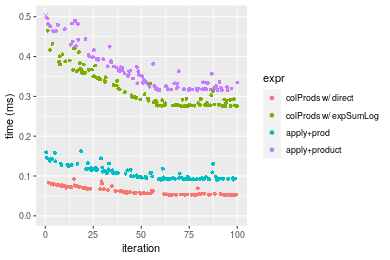 0.5
0.4
0.3
0.2
0.1
0.0
time (ms)
0
25
50
75
100
iteration
expr
colProds w/ direct
colProds w/ expSumLog
apply+prod
apply+product